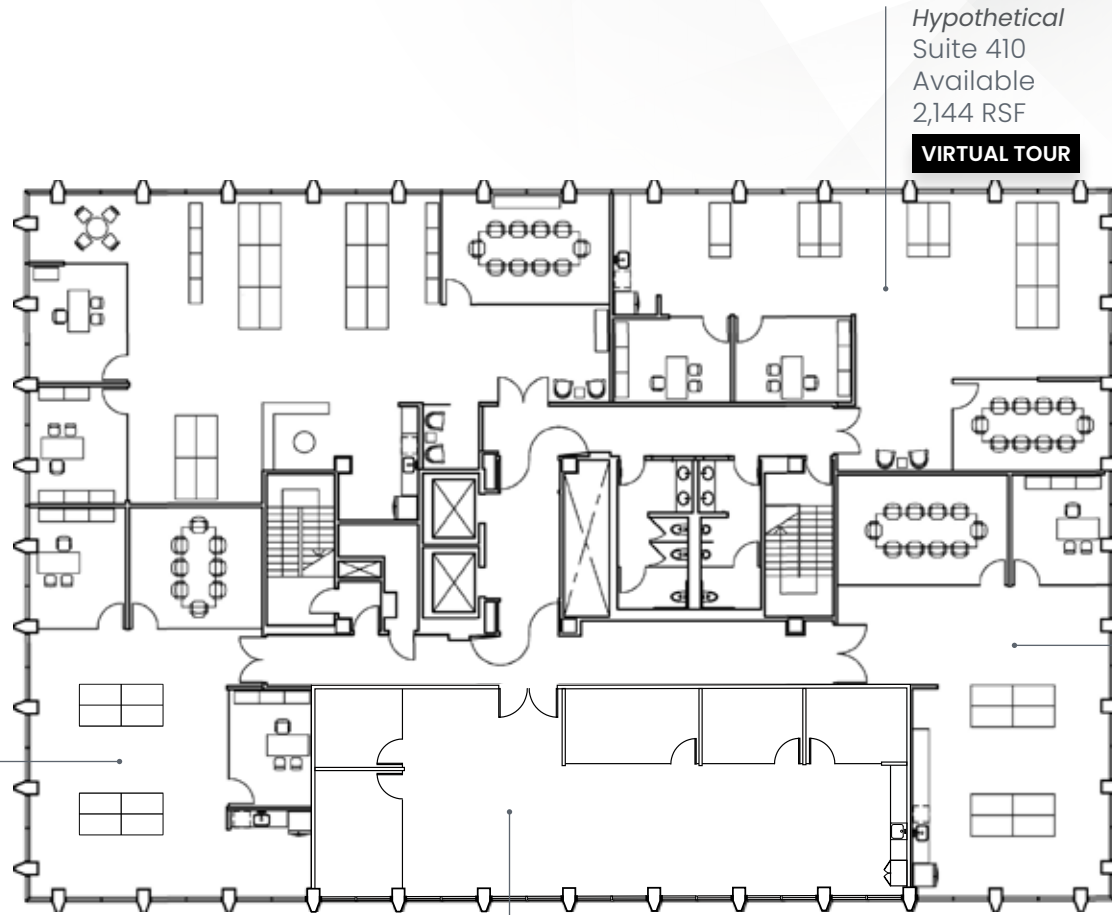 Hypothetical
Suite 410
Available
2,144 RSF
VIRTUAL TOUR